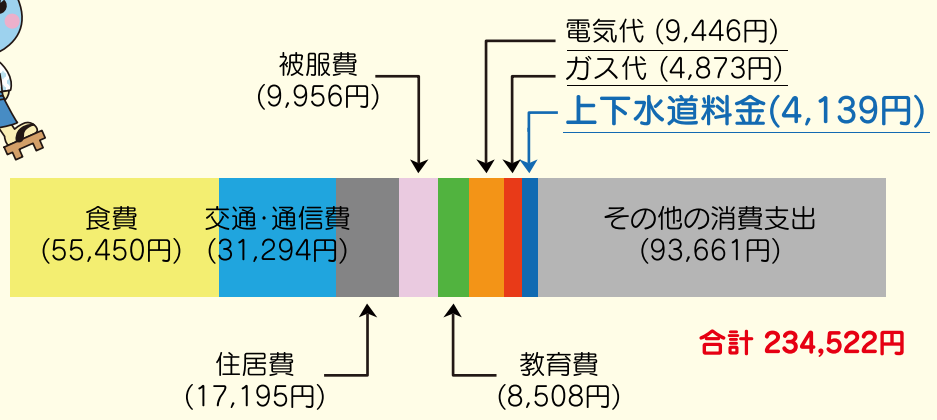 電気代 (9,446円)
被服費
(9,956円)
ガス代 (4,873円)
上下水道料金(4,139円)
食費
(55,450円)
交通・通信費
(31,294円)
その他の消費支出
(93,661円)
住居費
(17,195円)
教育費
(8,508円)
合計 234,522円